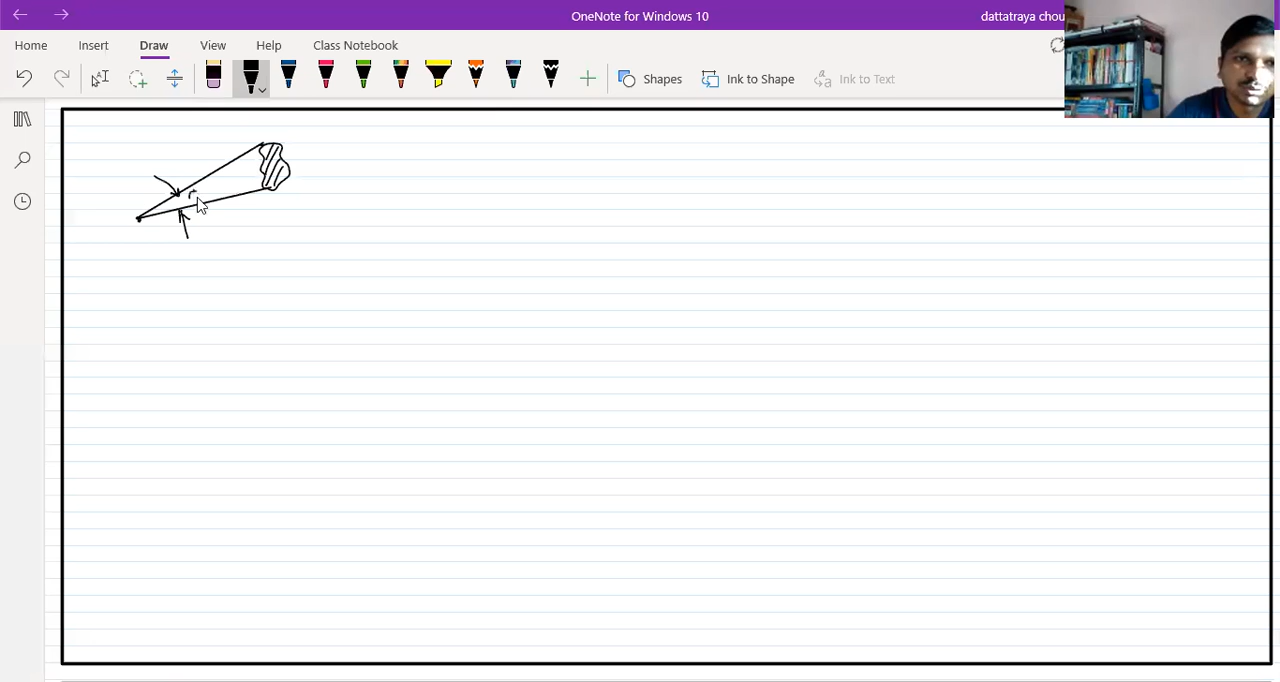 OneNote for Windows 10
dattatraya chou
Home Insert Draw View Help Class Notebook
Shapes Ink to Shape Ink to Text